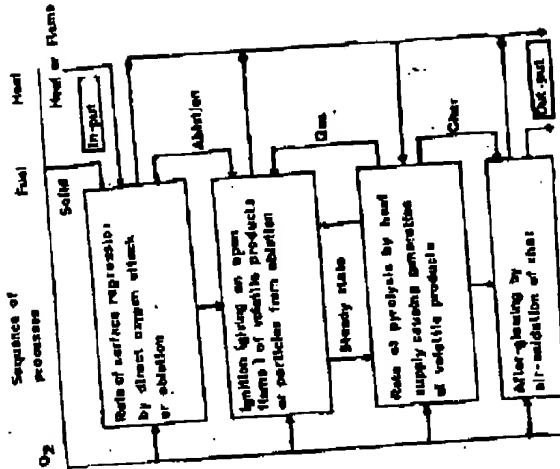 O2
Sequence of
processes
Fuel
Heat
Solid
Heat or Flame
In-put
Rate of surface regression
by direct oxygen attack
or ablation
Ablation
Ignition (giving an open
flame) of volatile products
or particles from ablation
Gas
Steady state
Rate of pyrolysis by heat
supply causing generation
of volatile products
Char
After-glowing by
air-oxidation of char
Out-put